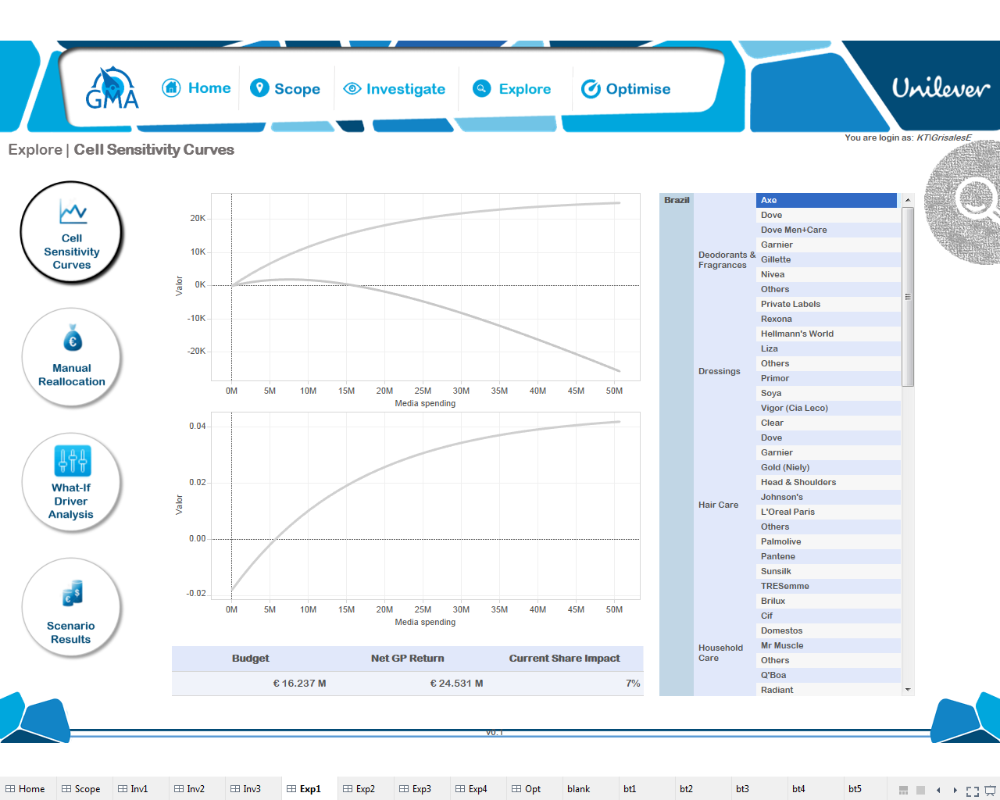 GMA
Home
Scope
Investigate
Explore
Optimise
Unilever
You are login as: KT\GrisalesE
Explore | Cell Sensitivity Curves
Cell
Sensitivity
Curves
Manual
Reallocation
What-If
Driver
Analysis
Scenario
Results
Valor
20K
10K
0K
-10K
-20K
0M 5M 10M 15M 20M 25M 30M 35M 40M 45M 50M
Media spending
Valor
0.04
0.02
0.00
-0.02
0M 5M 10M 15M 20M 25M 30M 35M 40M 45M 50M
Media spending
Budget Net GP Return Current Share Impact
€ 16.237 M € 24.531 M 7%
Brazil
Deodorants &
Fragrances
Axe
Dove
Dove Men+Care
Garnier
Gillette
Nivea
Others
Private Labels
Rexona
Dressings
Hellmann's World
Liza
Others
Primor
Soya
Vigor (Cia Leco)
Hair Care
Clear
Dove
Garnier
Gold (Niely)
Head & Shoulders
Johnson's
L'Oreal Paris
Others
Palmolive
Pantene
Sunsilk
TRESemme
Household
Care
Brilux
Cif
Domestos
Mr Muscle
Others
Q'Boa
Radiant
v0.1
Home Scope Inv1 Inv2 Inv3 Exp1 Exp2 Exp3 Exp4 Opt blank bt1 bt2 bt3 bt4 bt5